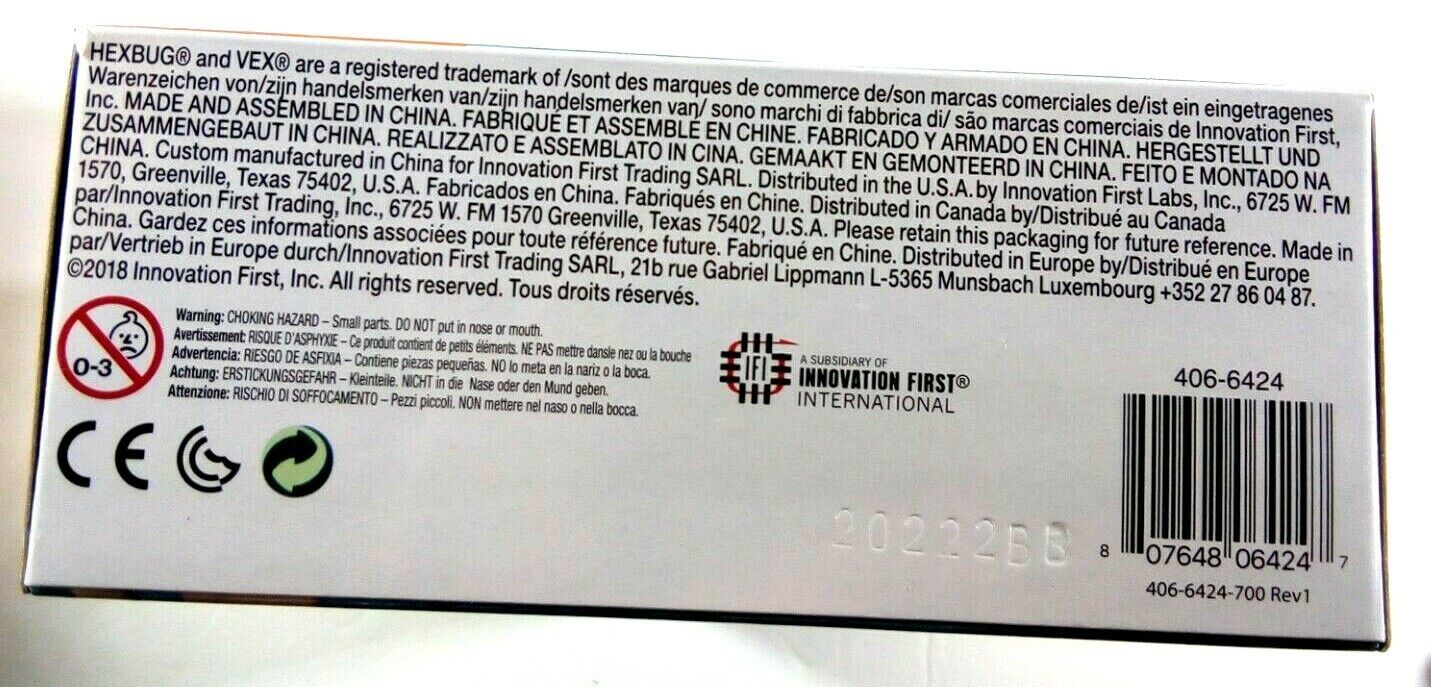 HEXBUG® and VEX® are a registered trademark of /sont des marques de commerce de/son marcas comerciales de/ist ein eingetragenes
Warenzeichen von/zijn handelsmerken van/zijn handelsmerken van/ sono marchi di fabbrica di/ são marcas comerciais de Innovation First,
Inc. MADE AND ASSEMBLED IN CHINA. FABRIQUÉ ET ASSEMBLÉ EN CHINE. FABRICADO Y ARMADO EN CHINA. HERGESTELLT UND
ZUSAMMENGEBAUT IN CHINA. REALIZZATO E ASSEMBLATO IN CINA. GEMAAKT EN GEMONTEERD IN CHINA. FEITO E MONTADO NA
CHINA. Custom manufactured in China for Innovation First Trading SARL. Distributed in the U.S.A. by Innovation First Labs, Inc., 6725 W. FM
1570, Greenville, Texas 75402, U.S.A. Fabricados en China. Fabriqués en Chine. Distributed in Canada by/Distribué au Canada
par/Innovation First Trading, Inc., 6725 W. FM 1570 Greenville, Texas 75402, U.S.A. Please retain this packaging for future reference. Made in
China. Gardez ces informations associées pour toute référence future. Fabriqué en Chine. Distributed in Europe by/Distribué en Europe
par/Vertrieb in Europe durch/Innovation First Trading SARL, 21b rue Gabriel Lippmann L-5365 Munsbach Luxembourg +352 27 86 04 87.
©2018 Innovation First, Inc. All rights reserved. Tous droits réservés.
0-3
Warning: CHOKING HAZARD – Small parts. DO NOT put in nose or mouth.
Avertissement: RISQUE D'ASPHYXIE – Ce produit contient de petits éléments. NE PAS mettre dansle nez ou la bouche
Advertencia: RIESGO DE ASFIXIA – Contiene piezas pequeñas. NO lo meta en la nariz o la boca.
Achtung: ERSTICKUNGSGEFAHR – Kleinteile. NICHT in die Nase oder den Mund geben.
Attenzione: RISCHIO DI SOFFOCAMENTO – Pezzi piccoli. NON mettere nel naso o nella bocca.
CE
IFI
A SUBSIDIARY OF
INNOVATION FIRST®
INTERNATIONAL
20222BB
406-6424
8 07648 06424 7
406-6424-700 Rev1